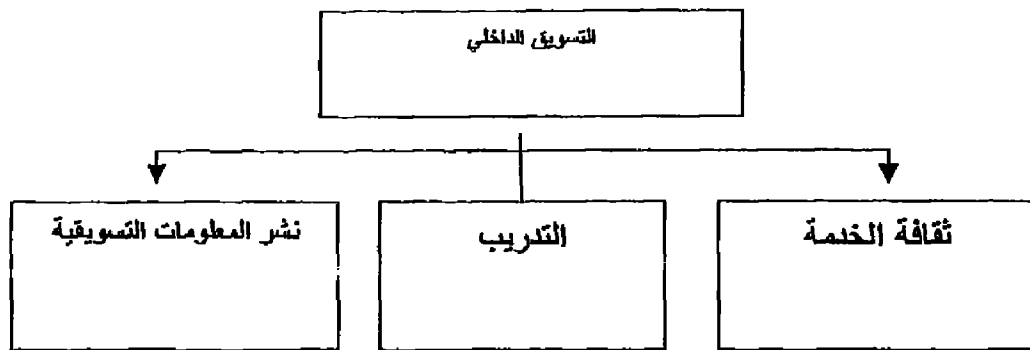 التسويق الداخلي
ثقافة الخدمة
التدريب
نشر المعلومات التسويقية